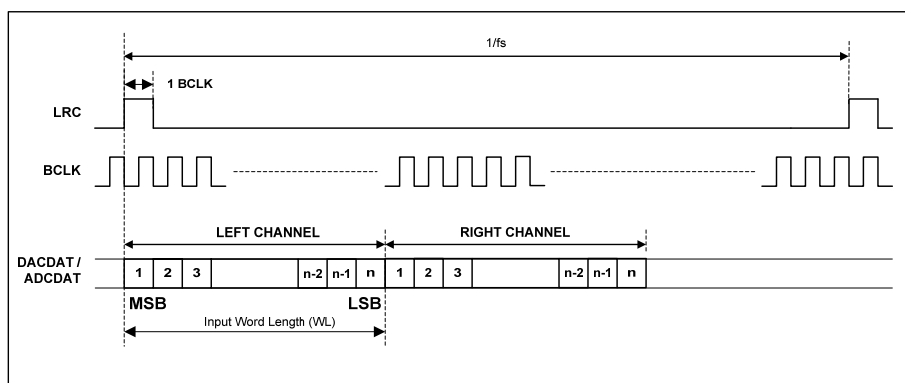 1/fs
1 BCLK
LRC
BCLK
LEFT CHANNEL RIGHT CHANNEL
DACDAT /
ADCDAT
1 2 3 n-2 n-1 n 1 2 3 n-2 n-1 n
MSB LSB
Input Word Length (WL)